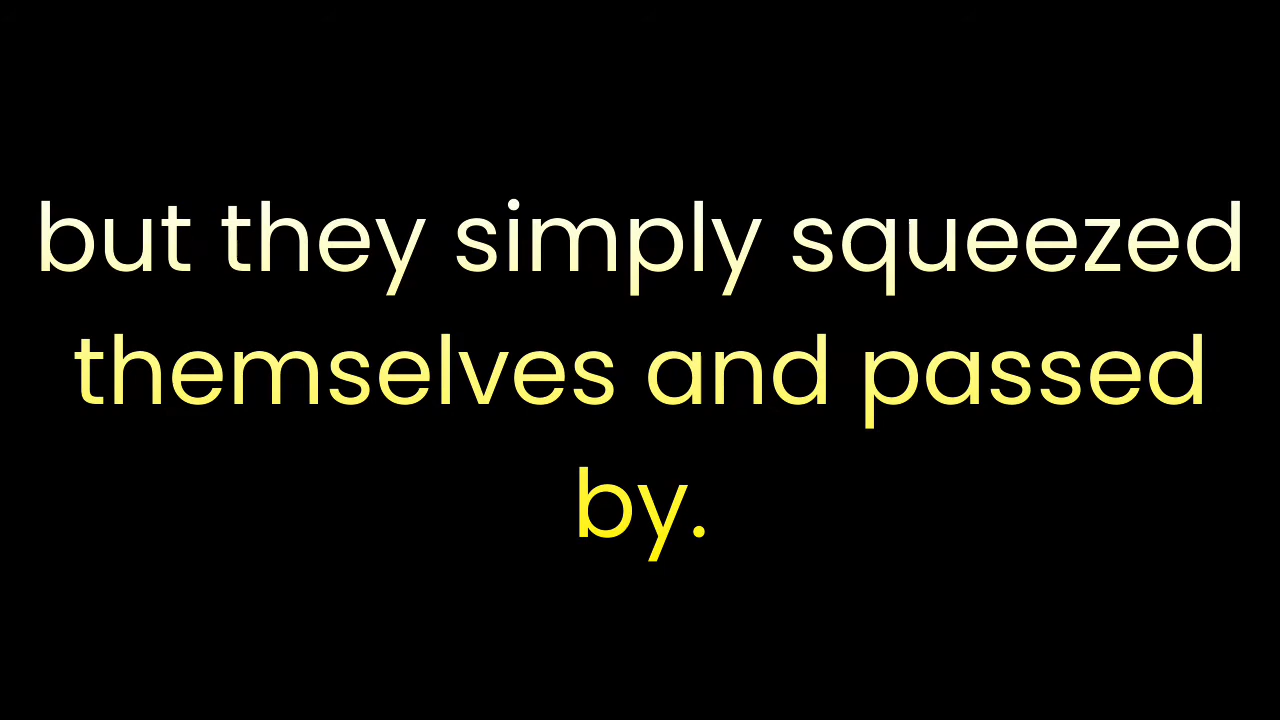 but they simply squeezed
themselves and passed
by.